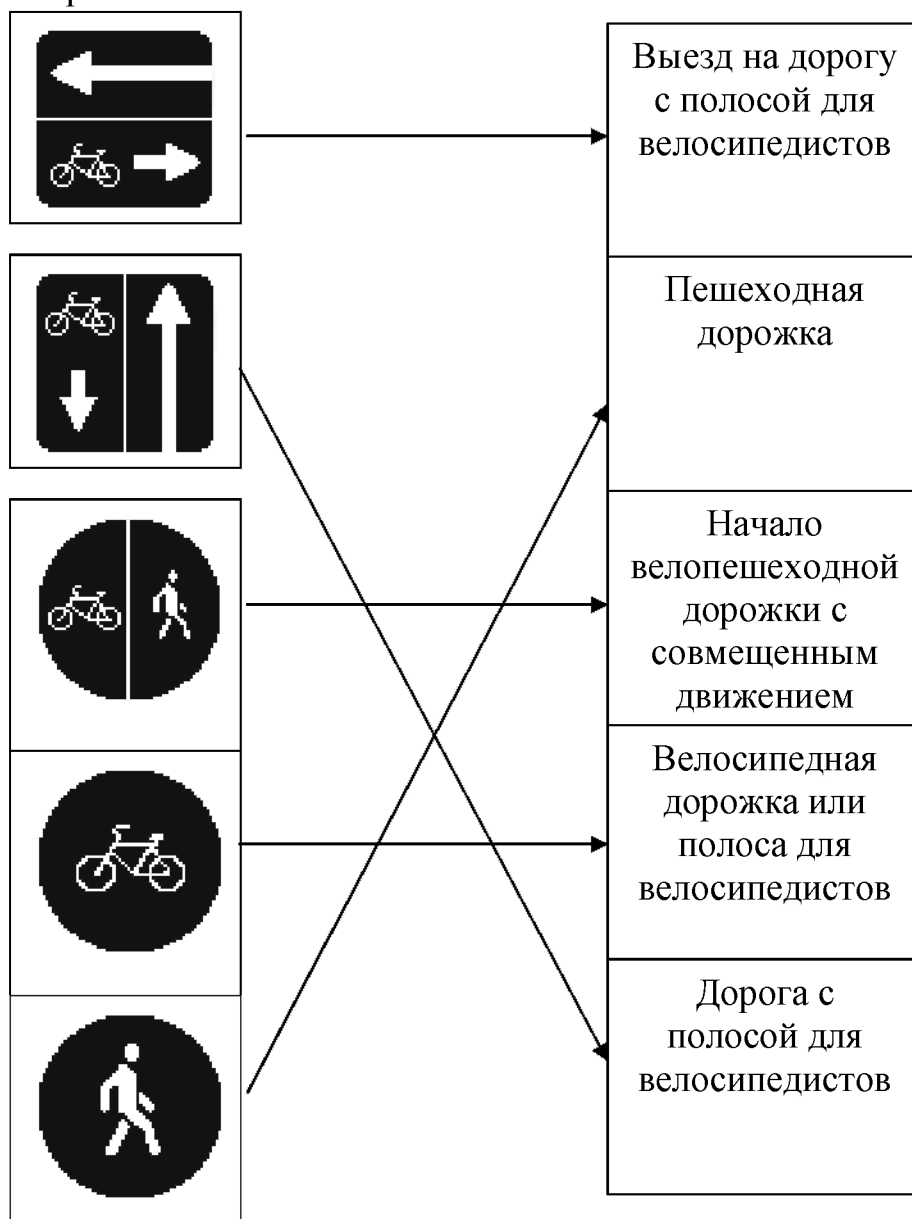 Выезд на дорогу
с полосой для
велосипедистов
Пешеходная
дорожка
Начало
велопешеходной
дорожки с
совмещенным
движением
Велосипедная
дорожка или
полоса для
велосипедистов
Дорога с
полосой для
велосипедистов